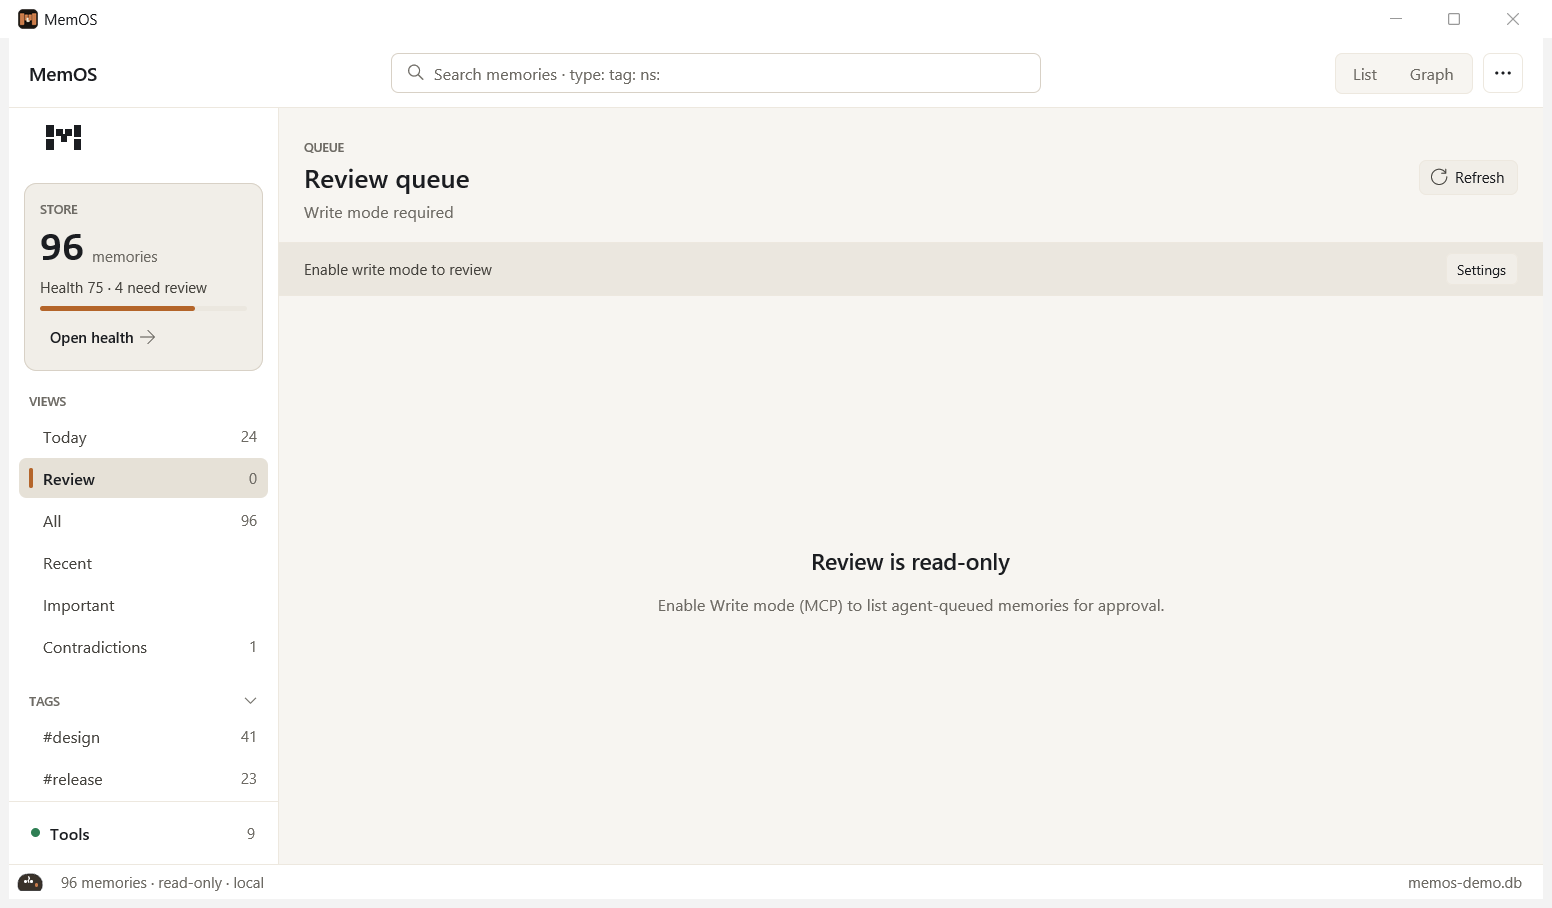 MemOS
MemOS
Search memories · type: tag: ns:
List
Graph
STORE
96 memories
Health 75 · 4 need review
Open health
VIEWS
Today 24
Review 0
All 96
Recent
Important
Contradictions 1
TAGS
#design 41
#release 23
Tools 9
QUEUE
Review queue
Write mode required
Refresh
Enable write mode to review
Settings
Review is read-only
Enable Write mode (MCP) to list agent-queued memories for approval.
96 memories · read-only · local
memos-demo.db